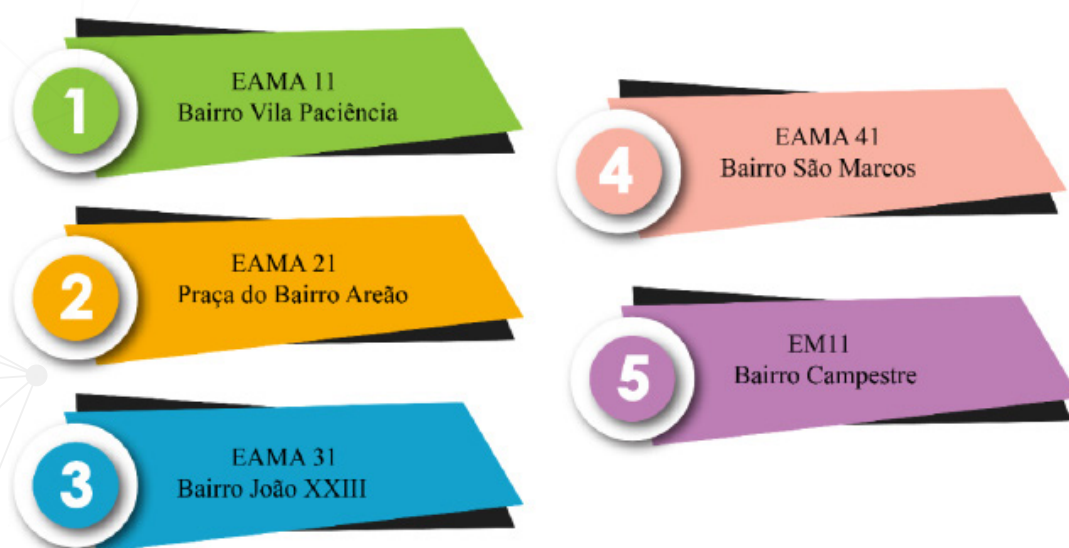 1
EAMA 11
Bairro Vila Paciência
2
EAMA 21
Praça do Bairro Areão
3
EAMA 31
Bairro João XXIII
4
EAMA 41
Bairro São Marcos
5
EM11
Bairro Campestre